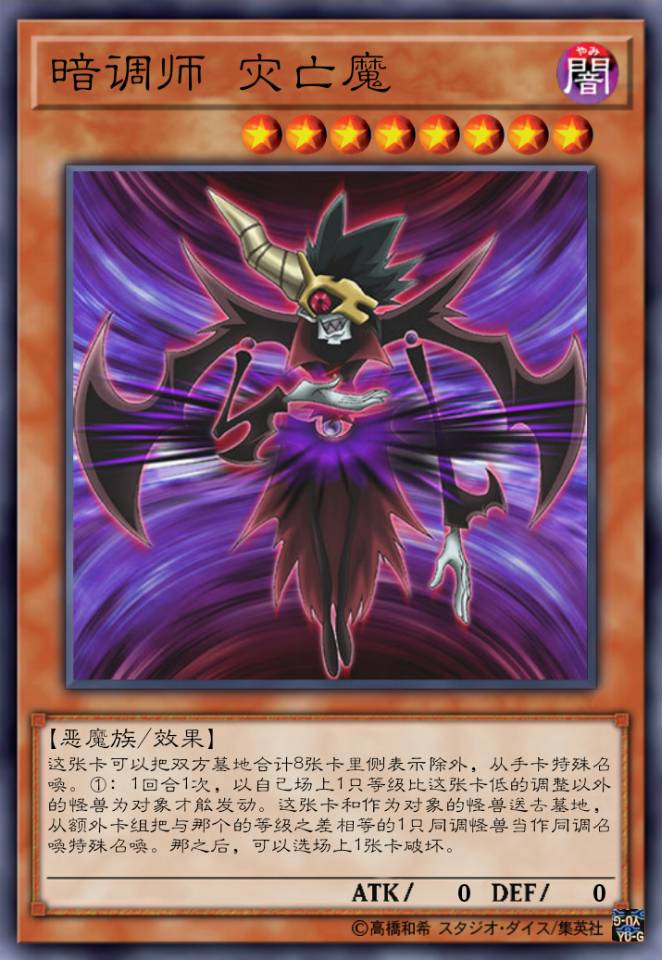 暗调师 灾亡魔
やみ
闇
【恶魔族/效果】
这张卡可以把双方墓地合计8张卡里侧表示除外，从手卡特殊召
唤。①：1回合1次，以自己场上1只等级比这张卡低的调整以外
的怪兽为对象才能发动。这张卡和作为对象的怪兽送去墓地，
从额外卡组把与那个的等级之差相等的1只同调怪兽当作同调召
唤特殊召唤。那之后，可以选场上1张卡破坏。
ATK/ 0 DEF/ 0
©高橋和希 スタジオ・ダイス/集英社